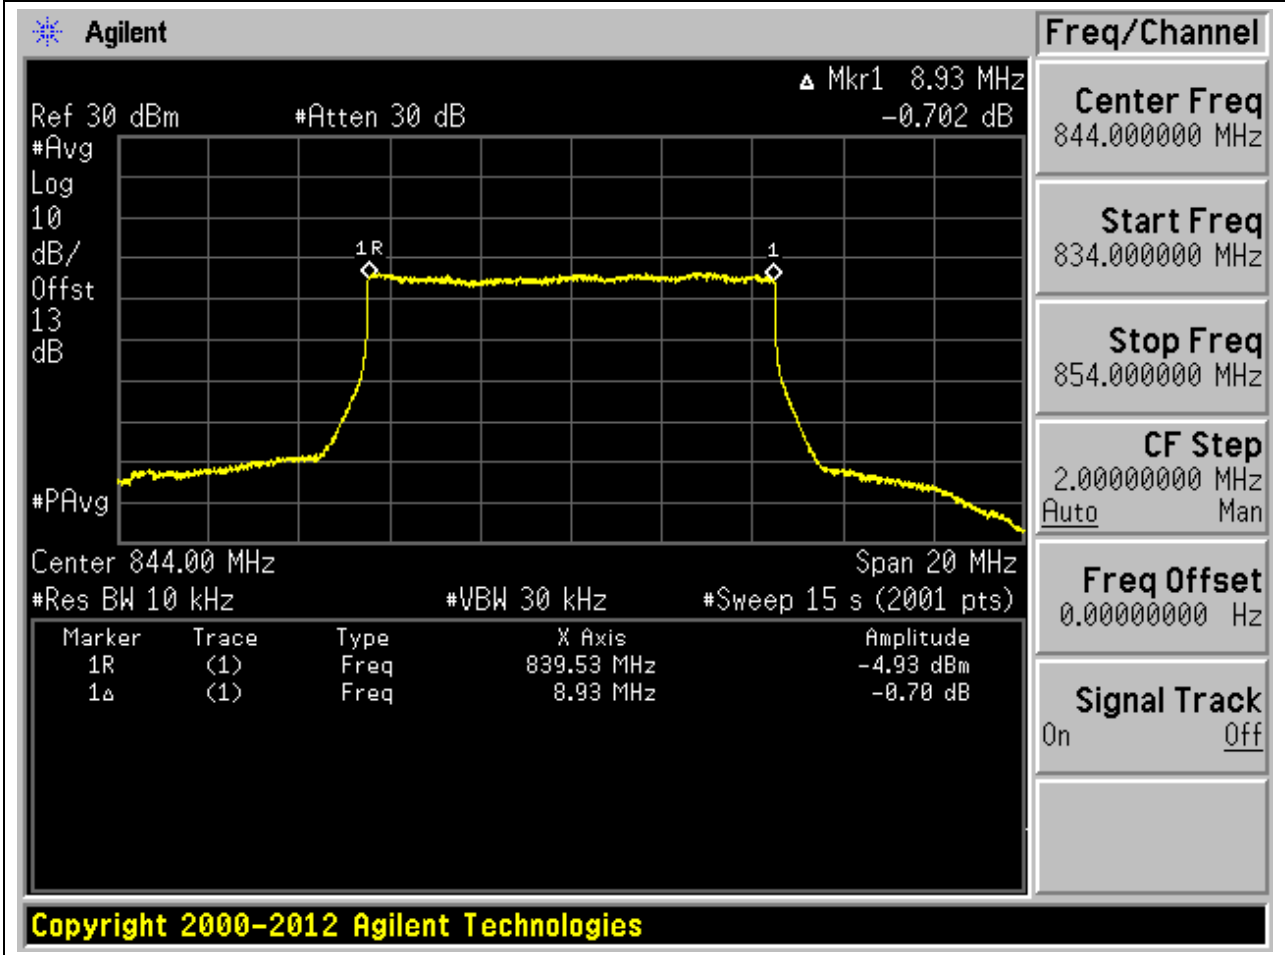 Agilent
Freq/Channel
Δ Mkr1 8.93 MHz
Ref 30 dBm #Atten 30 dB -0.702 dB
#Avg
Log
10
dB/
Offst
13
dB
1R
1
#PAvg
Center 844.00 MHz Span 20 MHz
#Res BW 10 kHz #VBW 30 kHz #Sweep 15 s (2001 pts)
Marker Trace Type X Axis Amplitude
1R (1) Freq 839.53 MHz -4.93 dBm
1Δ (1) Freq 8.93 MHz -0.70 dB
Center Freq
844.000000 MHz
Start Freq
834.000000 MHz
Stop Freq
854.000000 MHz
CF Step
2.00000000 MHz
Auto Man
Freq Offset
0.00000000 Hz
Signal Track
On Off
Copyright 2000-2012 Agilent Technologies